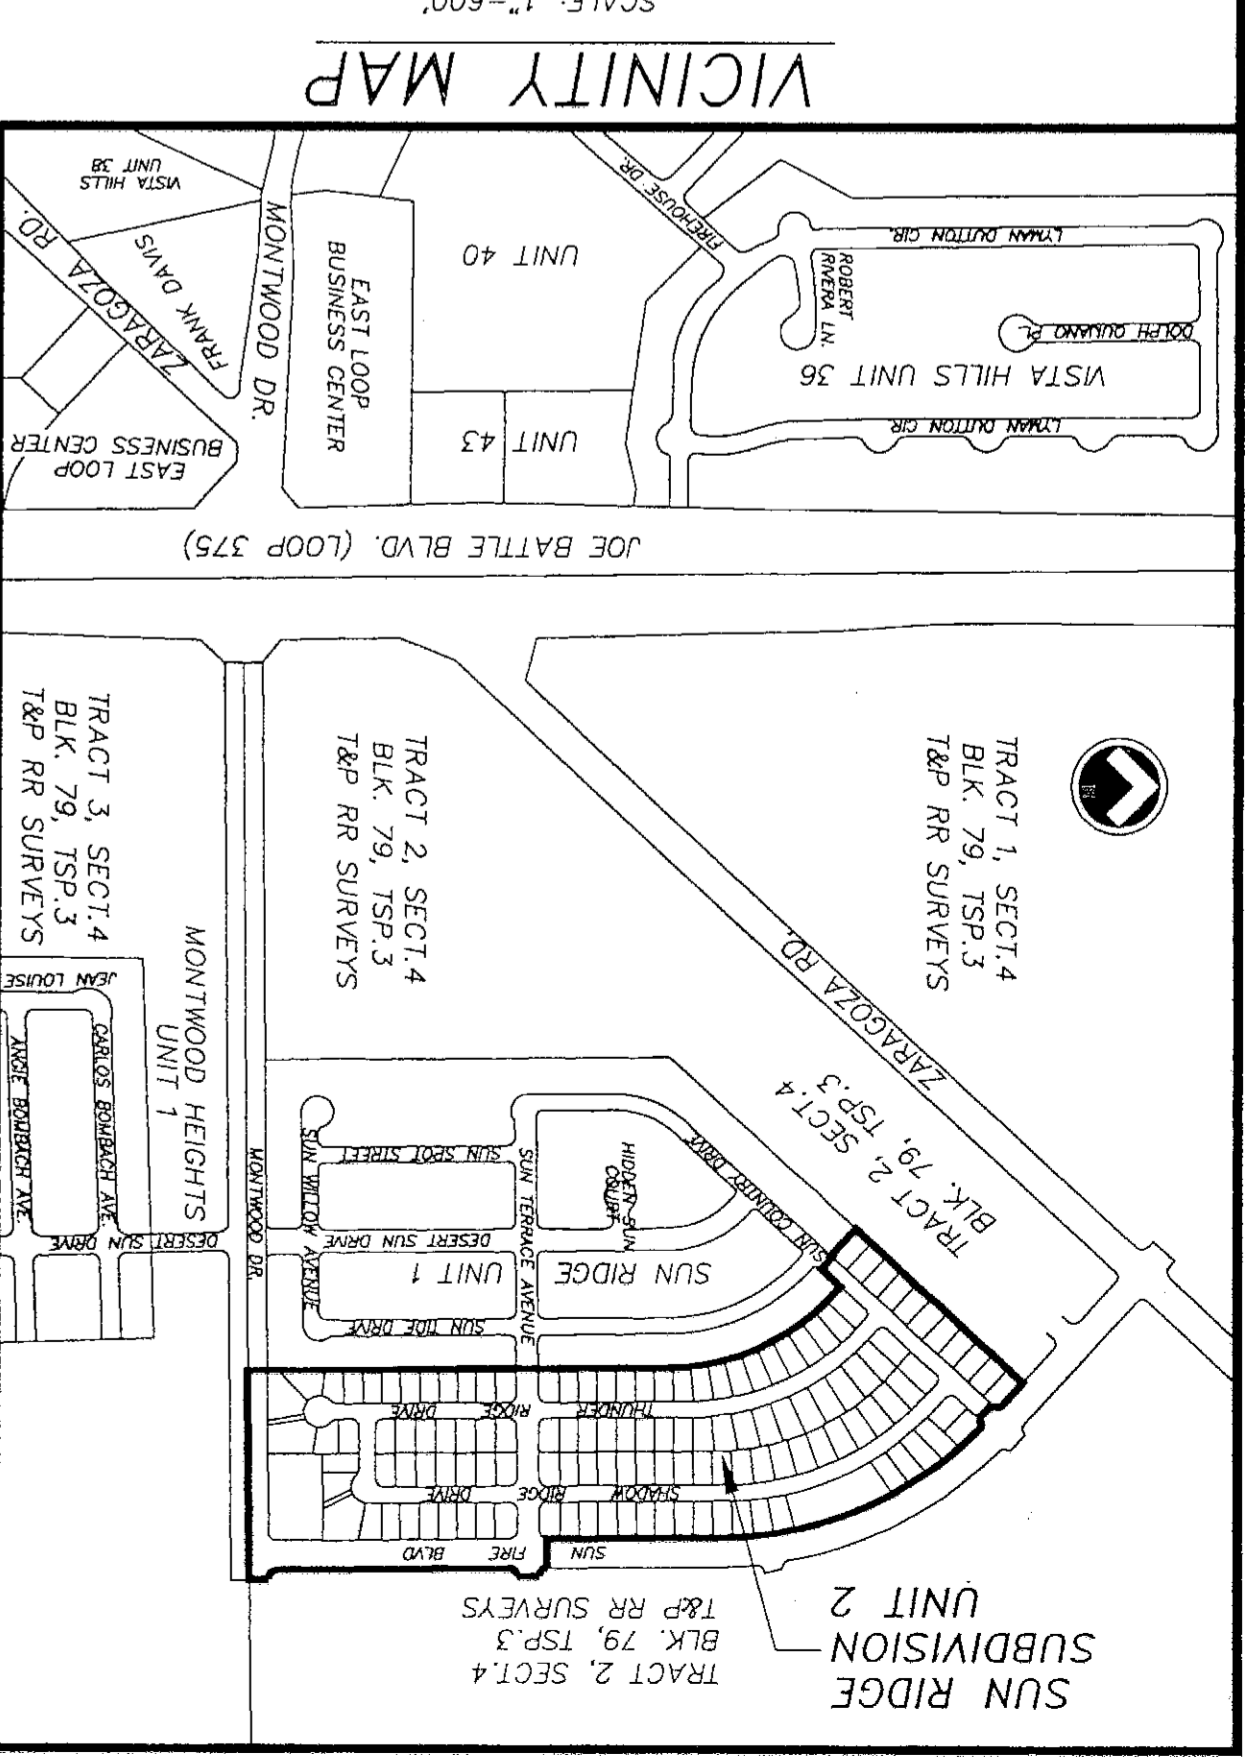 SUN RIDGE
SUBDIVISION
UNIT 2
TRACT 2, SECT.4
BLK. 79, TSP.3
T&P RR SURVEYS
SUN FIRE BLVD
SHADOW RIDGE DRIVE
THUNDER RIDGE DRIVE
SUN TIDE DRIVE
SUN RIDGE UNIT 1
DESERT SUN DRIVE
DESERT SUN DRIVE
SUN SPOT STREET
SUN WILLOW AVENUE
SUN TERRACE AVENUE
HIDDEN SUN
COURT
SUN COUNTRY DRIVE
MONTWOOD DR.
MONTWOOD HEIGHTS
UNIT 1
CARLOS BOMBACH AVE.
ANGIE BOMBACH AVE.
JEAN LOUISE
TRACT 2, SECT.4
BLK. 79, TSP.3
ZARAGOZA RD.
TRACT 1, SECT.4
BLK. 79, TSP.3
T&P RR SURVEYS
TRACT 2, SECT.4
BLK. 79, TSP.3
T&P RR SURVEYS
TRACT 3, SECT.4
BLK. 79, TSP.3
T&P RR SURVEYS
JOE BATTLE BLVD. (LOOP 375)
LYMAN DUTTON CIR
VISTA HILLS UNIT 36
DOLPH QUIJANO PL.
ROBERT
RIVERA LN.
LYMAN DUTTON CIR.
FIREHOUSE DR.
UNIT 43
UNIT 40
EAST LOOP
BUSINESS CENTER
MONTWOOD DR.
EAST LOOP
BUSINESS CENTER
ZARAGOZA RD.
FRANK DAVIS
VISTA HILLS
UNIT 38
VICINITY MAP
SCALE: 1"=600'